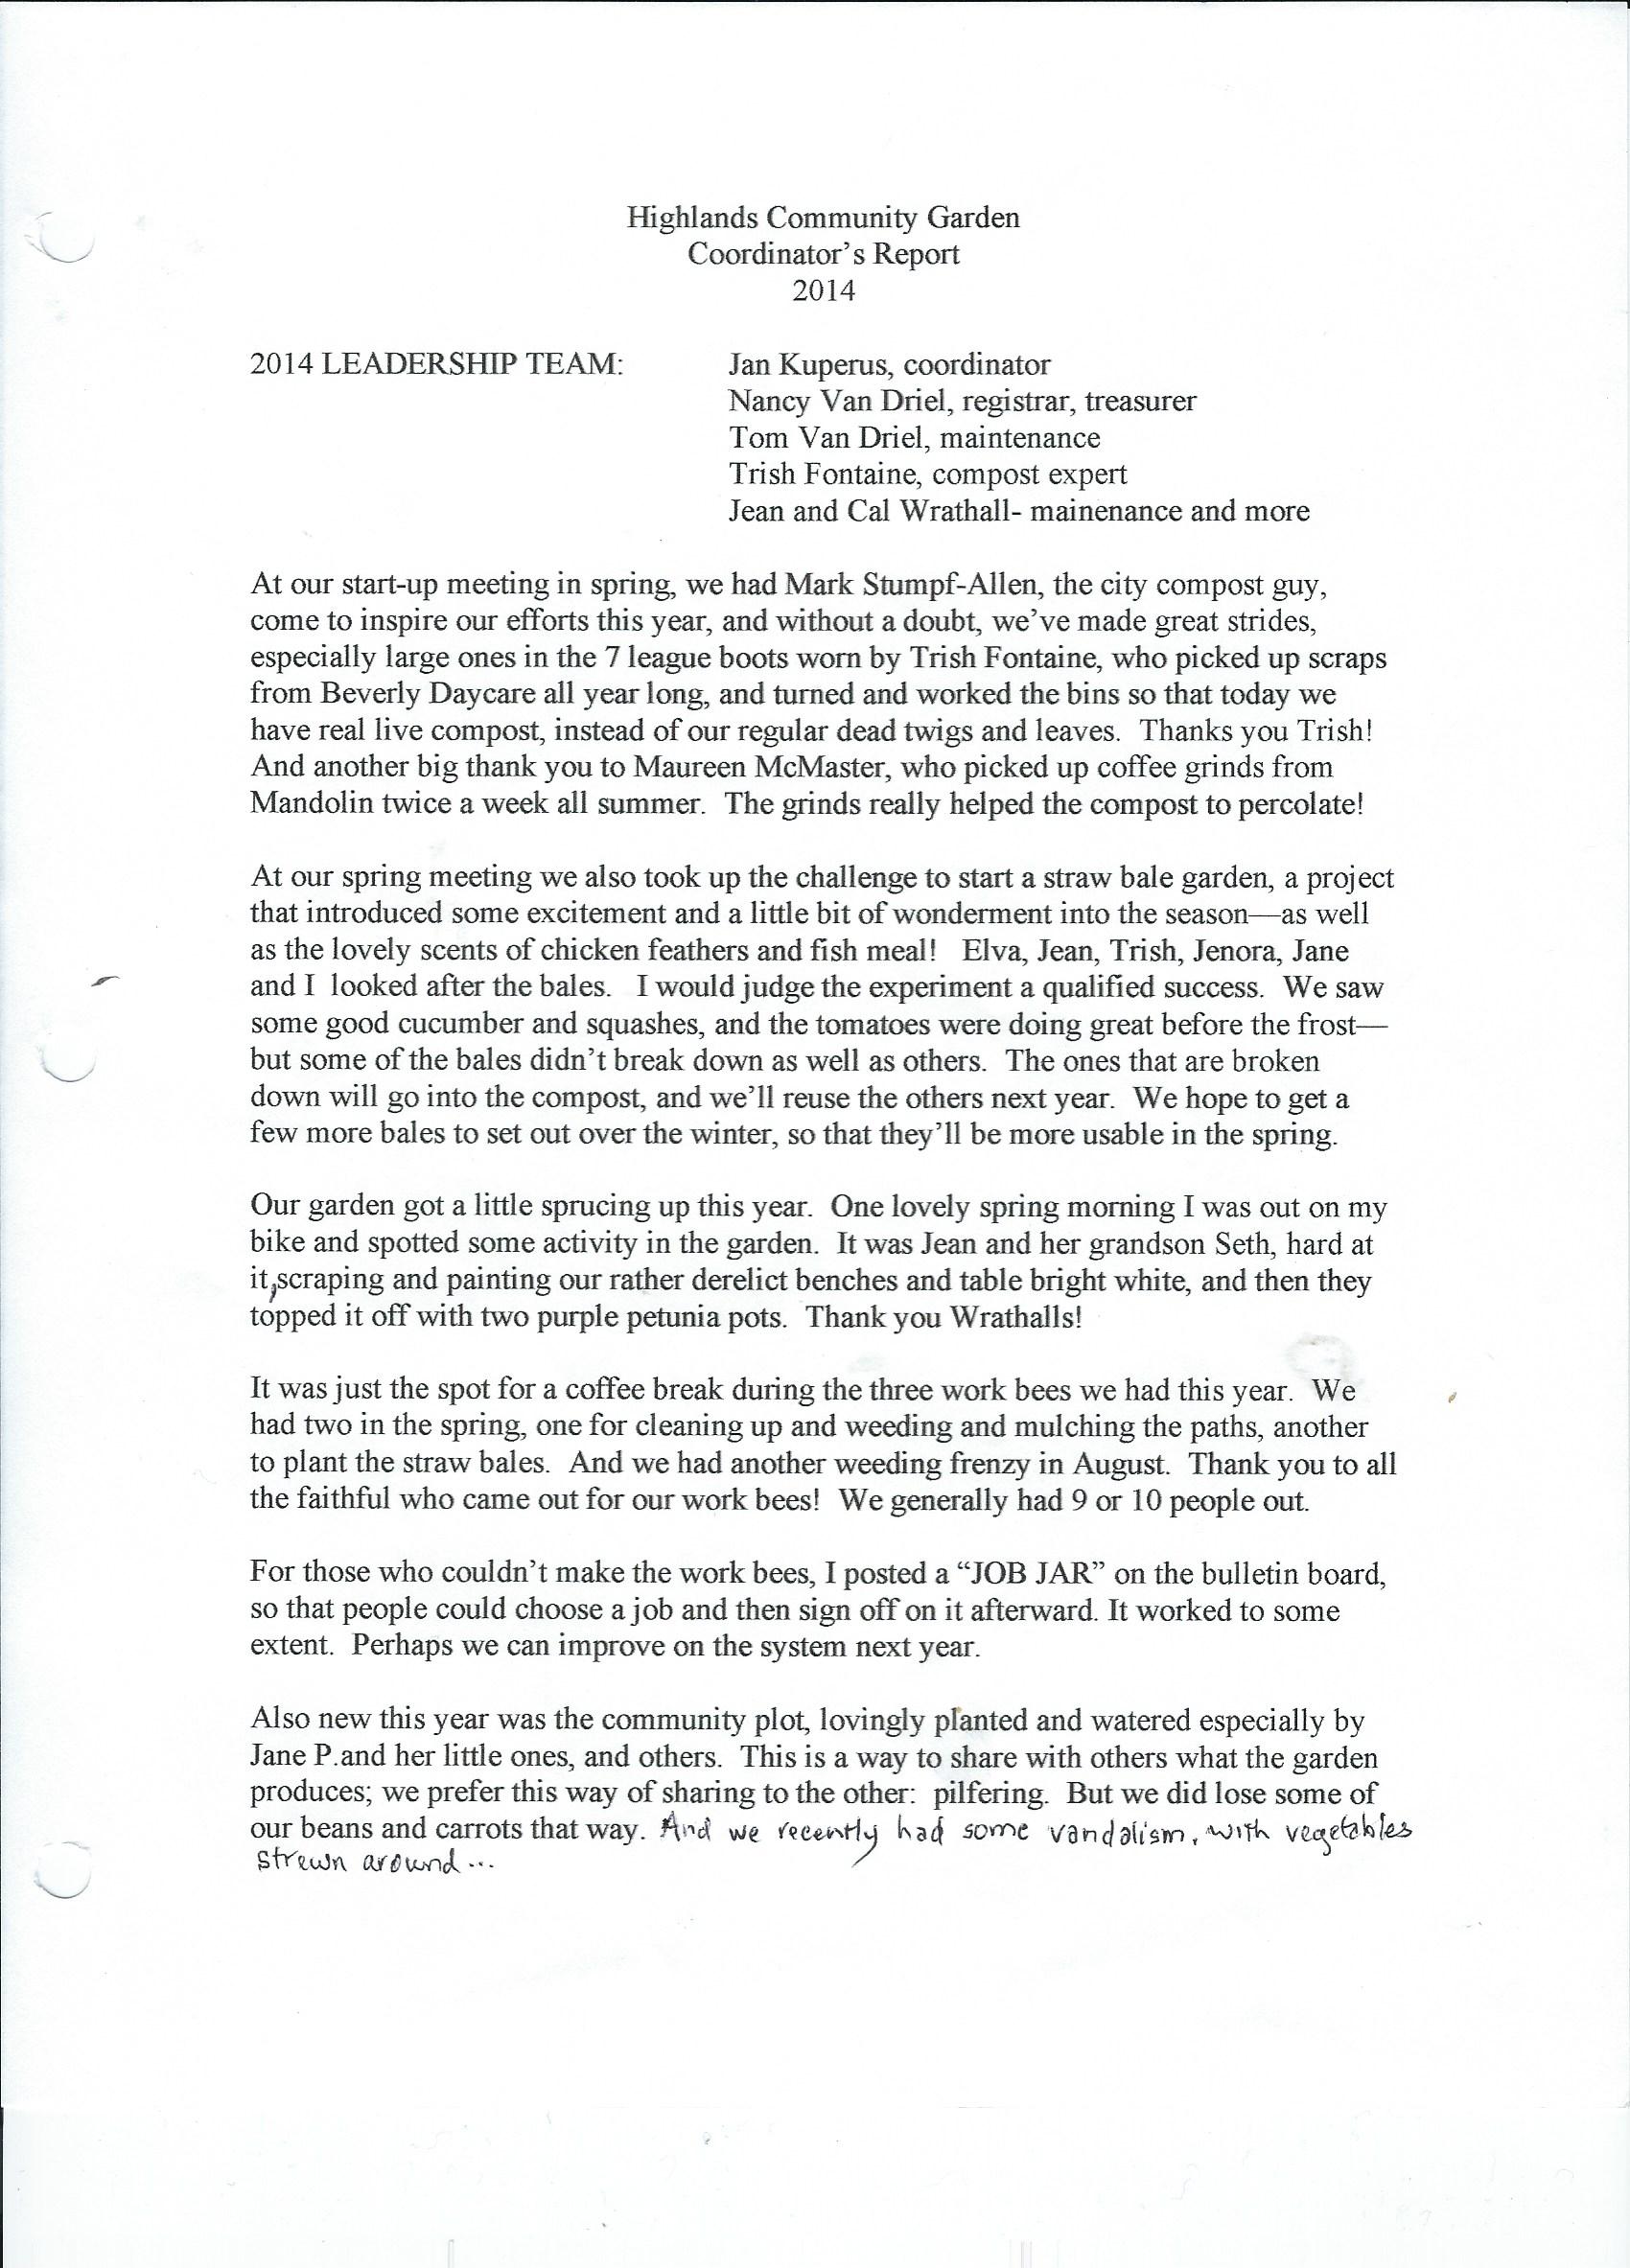 Highlands Community Garden
Coordinator's Report
2014
2014 LEADERSHIP TEAM: Jan Kuperus, coordinator
Nancy Van Driel, registrar, treasurer
Tom Van Driel, maintenance
Trish Fontaine, compost expert
Jean and Cal Wrathall- mainenance and more
At our start-up meeting in spring, we had Mark Stumpf-Allen, the city compost guy,
come to inspire our efforts this year, and without a doubt, we've made great strides,
especially large ones in the 7 league boots worn by Trish Fontaine, who picked up scraps
from Beverly Daycare all year long, and turned and worked the bins so that today we
have real live compost, instead of our regular dead twigs and leaves.  Thanks you Trish!
And another big thank you to Maureen McMaster, who picked up coffee grinds from
Mandolin twice a week all summer.  The grinds really helped the compost to percolate!
At our spring meeting we also took up the challenge to start a straw bale garden, a project
that introduced some excitement and a little bit of wonderment into the season—as well
as the lovely scents of chicken feathers and fish meal!   Elva, Jean, Trish, Jenora, Jane
and I  looked after the bales.   I would judge the experiment a qualified success.  We saw
some good cucumber and squashes, and the tomatoes were doing great before the frost—
but some of the bales didn't break down as well as others.  The ones that are broken
down will go into the compost, and we'll reuse the others next year.  We hope to get a
few more bales to set out over the winter, so that they'll be more usable in the spring.
Our garden got a little sprucing up this year.  One lovely spring morning I was out on my
bike and spotted some activity in the garden.  It was Jean and her grandson Seth, hard at
it,scraping and painting our rather derelict benches and table bright white, and then they
topped it off with two purple petunia pots.  Thank you Wrathalls!
It was just the spot for a coffee break during the three work bees we had this year.  We
had two in the spring, one for cleaning up and weeding and mulching the paths, another
to plant the straw bales.  And we had another weeding frenzy in August.  Thank you to all
the faithful who came out for our work bees!  We generally had 9 or 10 people out.
For those who couldn't make the work bees, I posted a “JOB JAR” on the bulletin board,
so that people could choose a job and then sign off on it afterward. It worked to some
extent.  Perhaps we can improve on the system next year.
Also new this year was the community plot, lovingly planted and watered especially by
Jane P.and her little ones, and others.  This is a way to share with others what the garden
produces; we prefer this way of sharing to the other:  pilfering.  But we did lose some of
our beans and carrots that way. And we recently had some vandalism, with vegetables
strewn around...